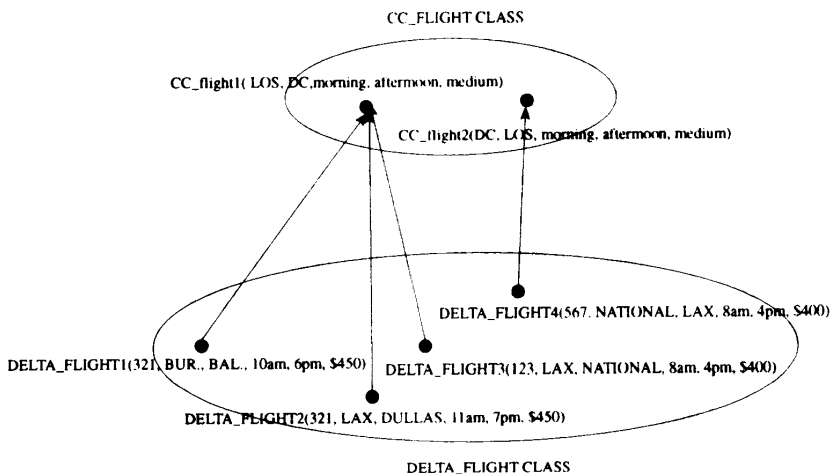 CC_FLIGHT CLASS
CC_flight1( LOS, DC,morning, afternoon, medium)
CC_flight2(DC, LOS, morning, afternoon, medium)
DELTA_FLIGHT4(567. NATIONAL, LAX, 8am, 4pm, $400)
DELTA_FLIGHT1(321, BUR., BAL., 10am, 6pm, $450)
DELTA_FLIGHT3(123, LAX, NATIONAL, 8am. 4pm, $400)
DELTA_FLIGHT2(321, LAX, DULLAS, 11am, 7pm. $450)
DELTA_FLIGHT CLASS